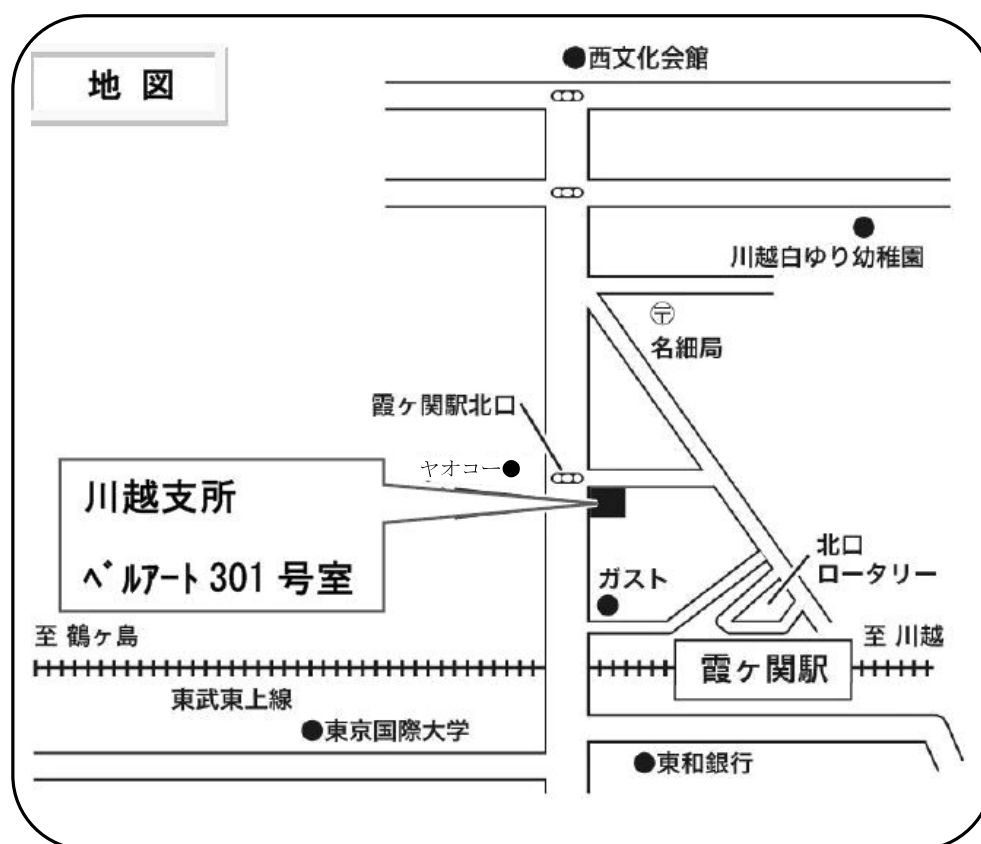 地 図
西文化会館
川越白ゆり幼稚園
〒
名細局
霞ヶ関駅北口
ヤオコー
川越支所
ﾍﾞﾙｱｰﾄ 301 号室
北口
ロータリー
ガスト
至 鶴ヶ島
至 川越
霞ヶ関駅
東武東上線
東京国際大学
東和銀行